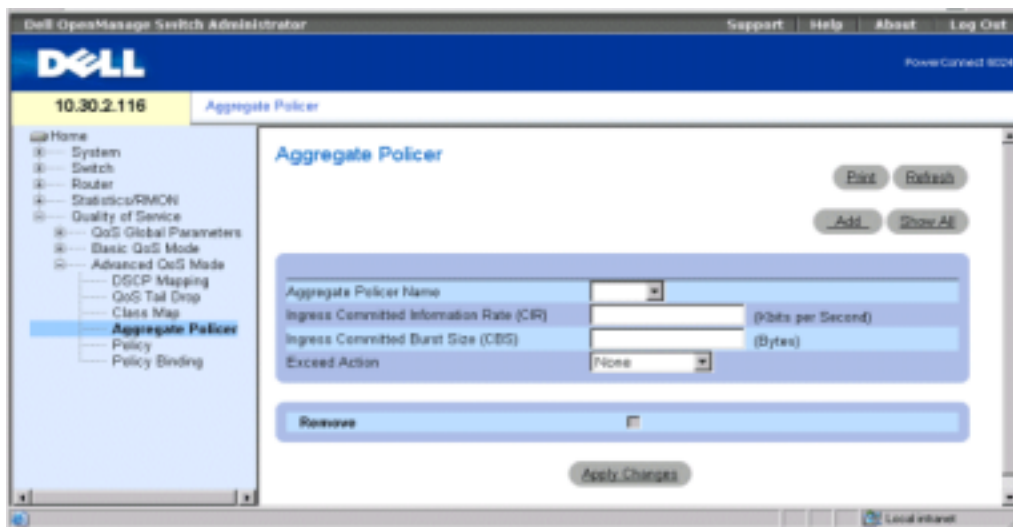 Dell OpenManage Switch Administrator
Support Help About Log Out
DELL
PowerConnect 6024
10.30.2.116
Aggregate Policer
Home
System
Switch
Router
Statistics/RMON
Quality of Service
QoS Global Parameters
Basic QoS Mode
Advanced QoS Mode
DSCP Mapping
QoS Tail Drop
Class Map
Aggregate Policer
Policy
Policy Binding
Aggregate Policer
Print Refresh
Add Show All
Aggregate Policer Name
Ingress Committed Information Rate (CIR) (Kbits per Second)
Ingress Committed Burst Size (CBS) (Bytes)
Exceed Action None
Remove
Apply Changes
Local intranet